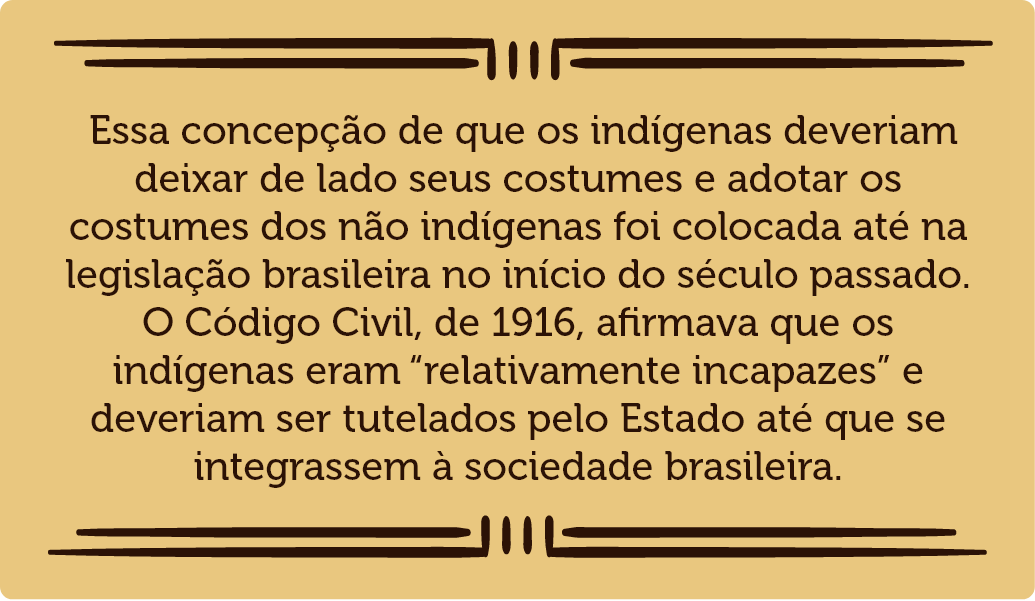 Essa concepção de que os indígenas deveriam
deixar de lado seus costumes e adotar os
costumes dos não indígenas foi colocada até na
legislação brasileira no início do século passado.
O Código Civil, de 1916, afirmava que os
indígenas eram “relativamente incapazes” e
deveriam ser tutelados pelo Estado até que se
integrassem à sociedade brasileira.